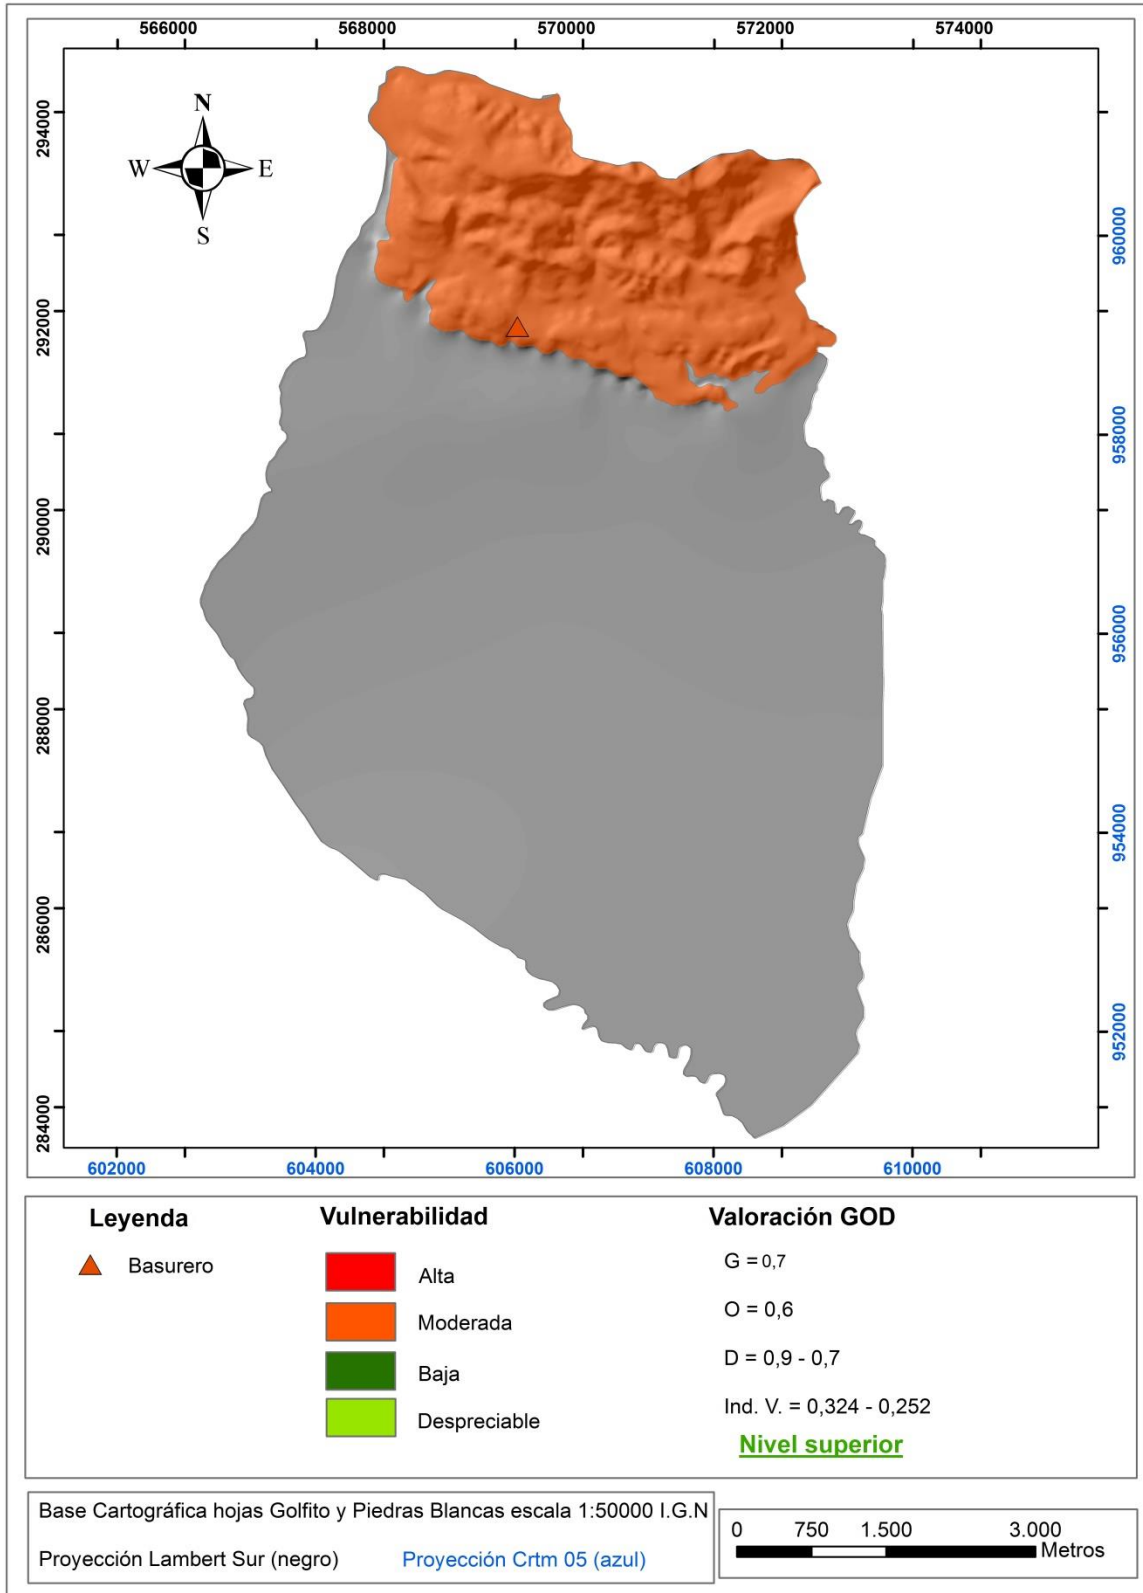 566000 568000 570000 572000 574000
N
W E
S
294000
292000
290000
288000
286000
284000
960000
958000
956000
954000
952000
602000 604000 606000 608000 610000
Leyenda
Basurero
Vulnerabilidad
Alta
Moderada
Baja
Despreciable
Valoración GOD
G = 0,7
O = 0,6
D = 0,9 - 0,7
Ind. V. = 0,324 - 0,252
Nivel superior
Base Cartográfica hojas Golfito y Piedras Blancas escala 1:50000 I.G.N
Proyección Lambert Sur (negro) Proyección Crtm 05 (azul)
0 750 1.500 3.000
Metros